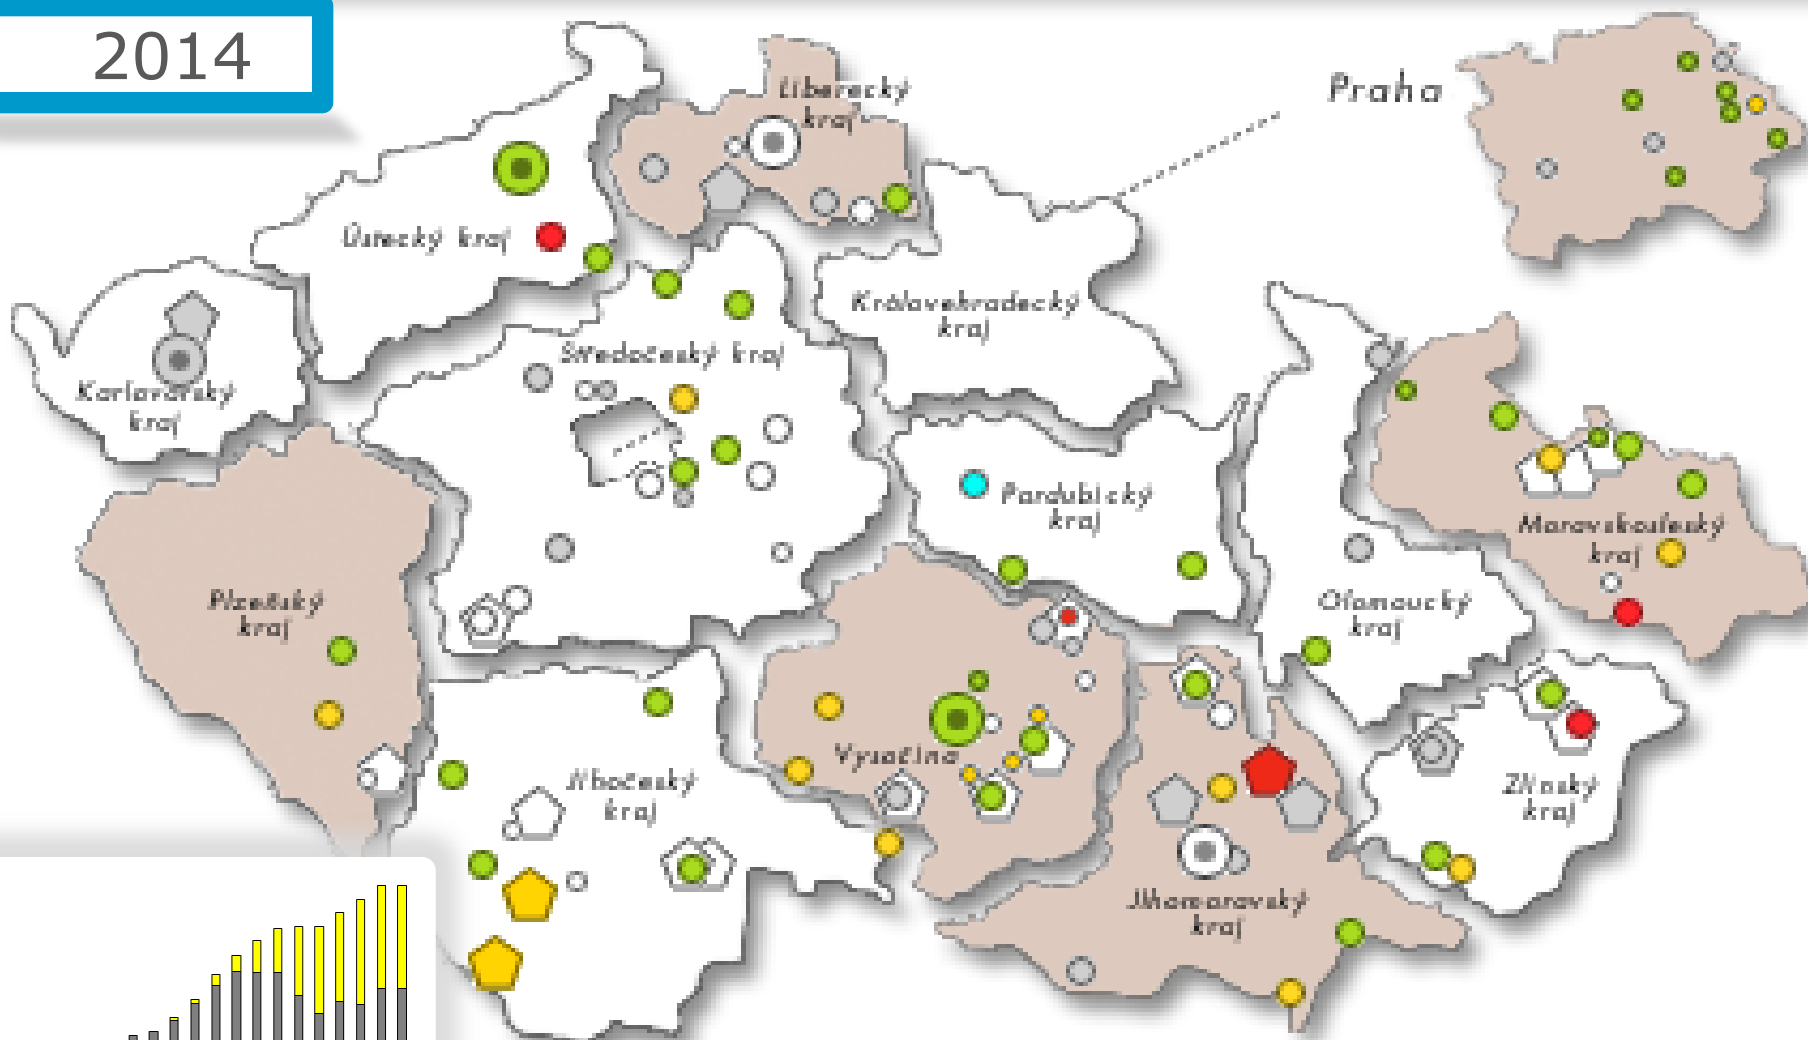 2014
Liberecký
kraj
Praha
Ústecký kraj
Královehradecký
kraj
Středočeský kraj
Karlovarský
kraj
Pardubický
kraj
Moravskoslezský
kraj
Plzeňský
kraj
Olomoucký
kraj
Vysočina
Jihočeský
kraj
Zlínský
kraj
Jihomoravský
kraj